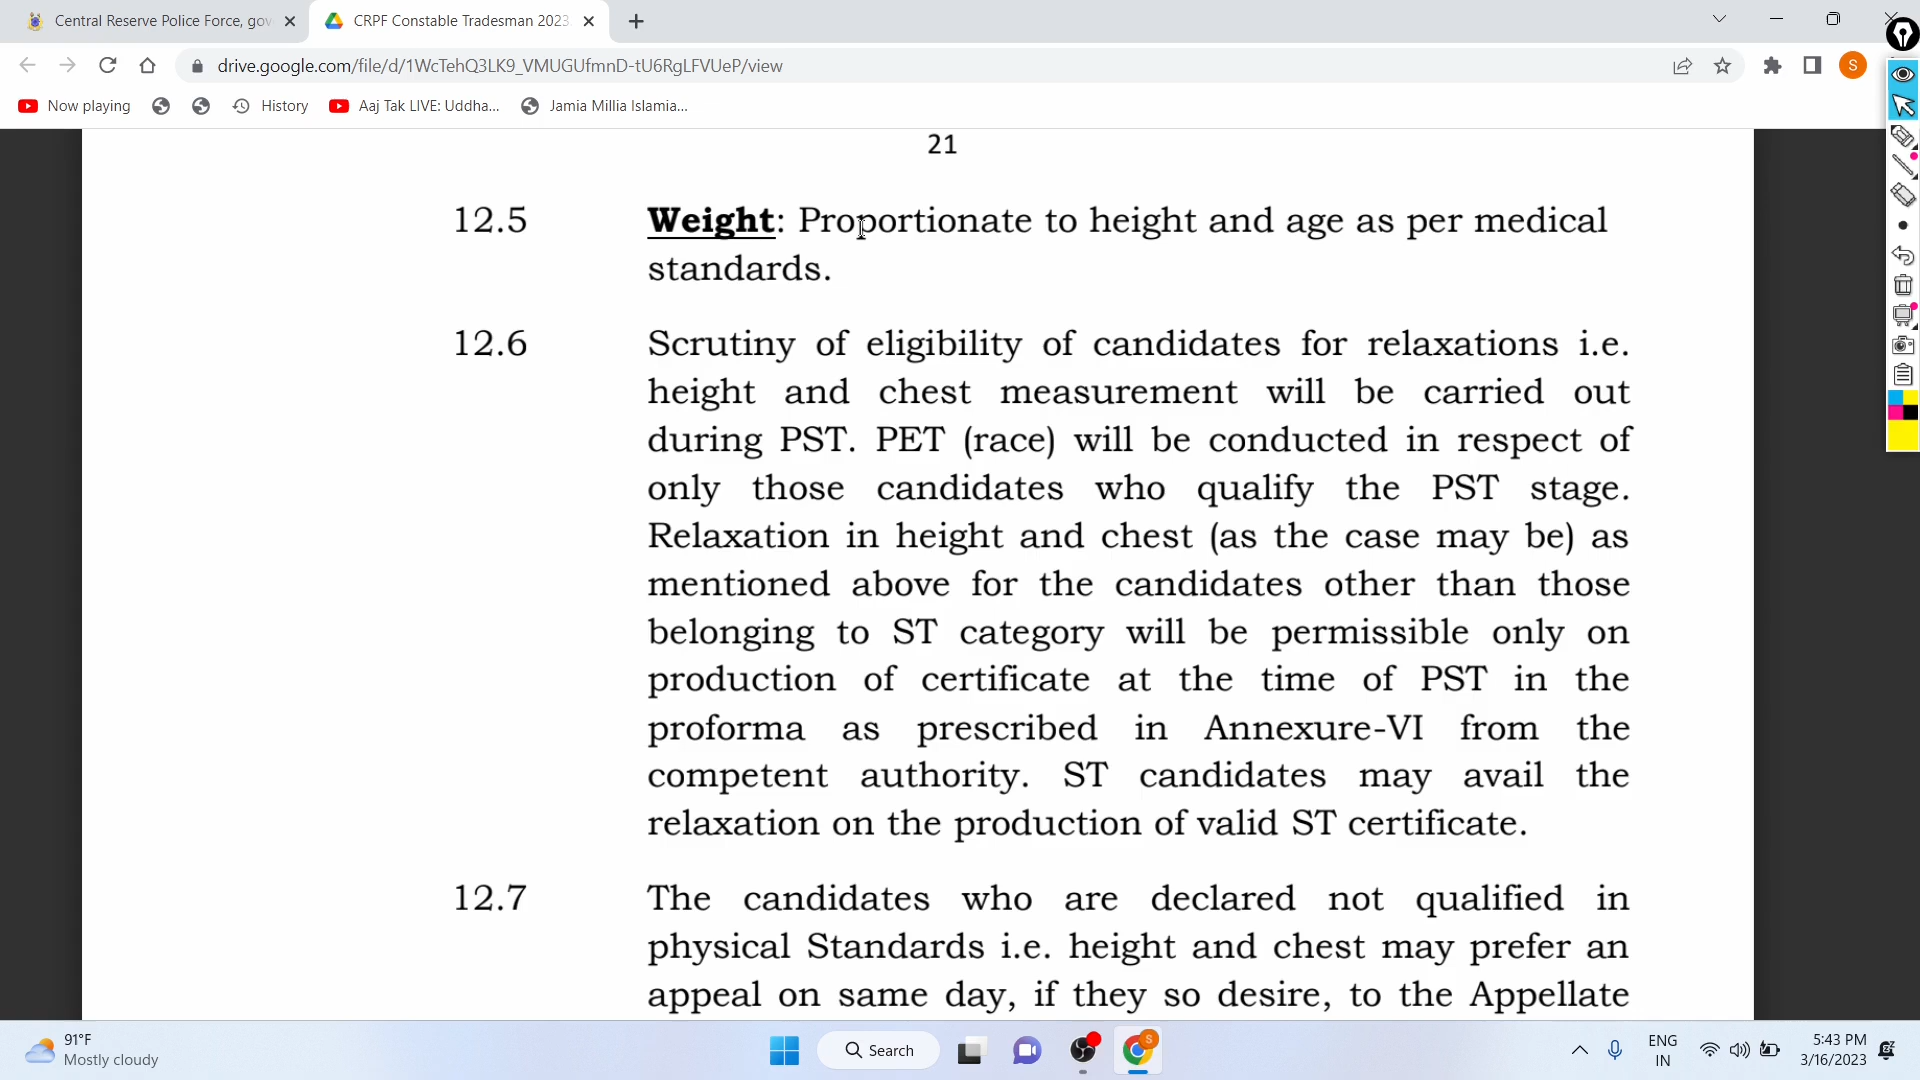 Central Reserve Police Force, gov
CRPF Constable Tradesman 2023
drive.google.com/file/d/1WcTehQ3LK9_VMUGUfmnD-tU6RgLFVUeP/view
S
Now playing
History
Aaj Tak LIVE: Uddha...
Jamia Millia Islamia...
21
12.5 Weight: Proportionate to height and age as per medical
standards.
12.6 Scrutiny of eligibility of candidates for relaxations i.e.
height and chest measurement will be carried out
during PST. PET (race) will be conducted in respect of
only those candidates who qualify the PST stage.
Relaxation in height and chest (as the case may be) as
mentioned above for the candidates other than those
belonging to ST category will be permissible only on
production of certificate at the time of PST in the
proforma as prescribed in Annexure-VI from the
competent authority. ST candidates may avail the
relaxation on the production of valid ST certificate.
12.7 The candidates who are declared not qualified in
physical Standards i.e. height and chest may prefer an
appeal on same day, if they so desire, to the Appellate
91°F
Mostly cloudy
Search
S
ENG
IN
5:43 PM
3/16/2023